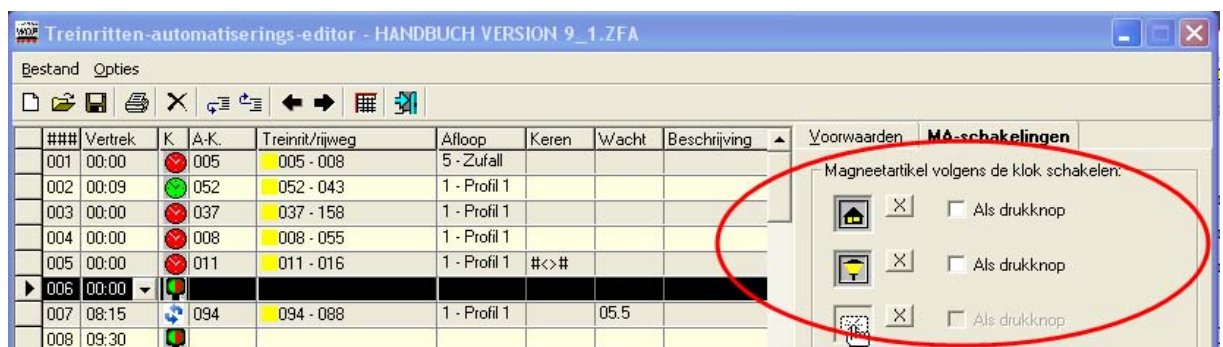 Treinritten-automatiserings-editor - HANDBUCH VERSION 9_1.ZFA
Bestand Opties
### Vertrek K. A-K. Treinrit/rijweg Afloop Keren Wacht Beschrijving
001 00:00 005 005 - 008 5 - Zufall
002 00:09 052 052 - 043 1 - Profil 1
003 00:00 037 037 - 158 1 - Profil 1
004 00:00 008 008 - 055 1 - Profil 1
005 00:00 011 011 - 016 1 - Profil 1 #<>#
006 00:00
007 08:15 094 094 - 088 1 - Profil 1 05.5
008 09:30
Voorwaarden MA-schakelingen
Magneetartikel volgens de klok schakelen:
X Als drukknop
X Als drukknop
X Als drukknop